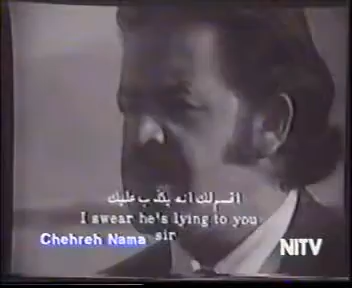 اقسم لك انه يكذب عليك
I swear he's lying to you
sir
Chehreh Nama
NITV